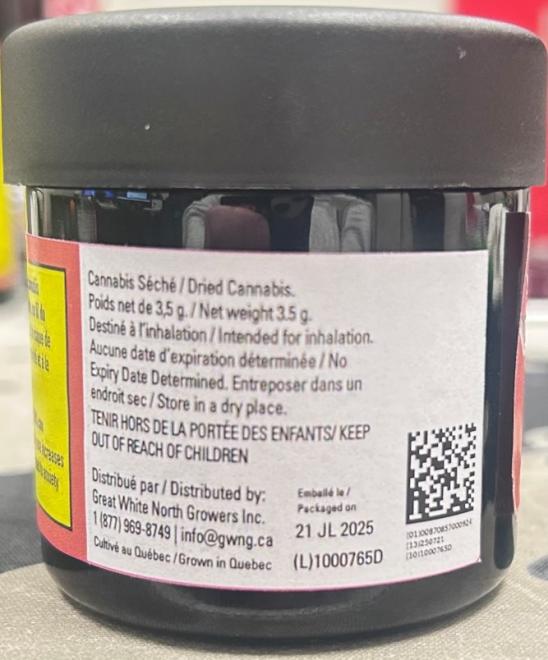 Cannabis Séché / Dried Cannabis.
Poids net de 3,5 g. / Net weight 3.5 g.
Destiné à l'inhalation / Intended for inhalation.
Aucune date d'expiration déterminée / No
Expiry Date Determined. Entreposer dans un
endroit sec / Store in a dry place.
TENIR HORS DE LA PORTÉE DES ENFANTS/ KEEP
OUT OF REACH OF CHILDREN
Distribué par / Distributed by:
Great White North Growers Inc.
1 (877) 969-8749 | info@gwng.ca
Cultivé au Québec / Grown in Quebec
Emballé le /
Packaged on
21 JL 2025
(L)1000765D
(13)250721
(10)1000765D